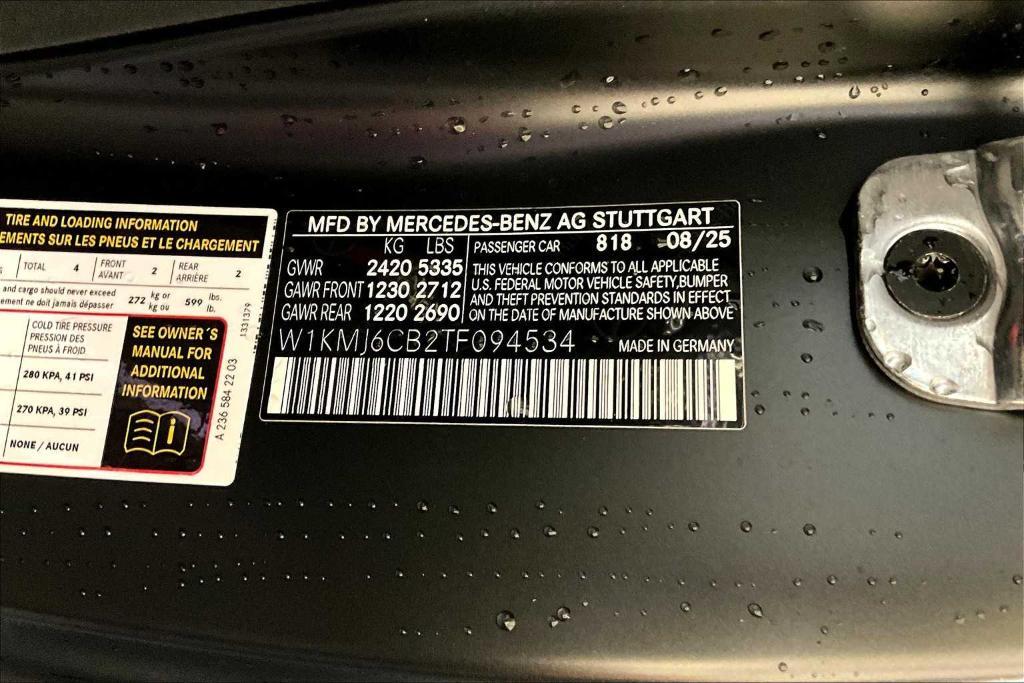 TIRE AND LOADING INFORMATION
EMENTS SUR LES PNEUS ET LE CHARGEMENT
TOTAL 4 FRONT AVANT 2 REAR ARRIÈRE 2
and cargo should never exceed
ement ne doit jamais dépasser 272 kg or kg ou 599 lbs. lb.
COLD TIRE PRESSURE
PRESSION DES
PNEUS À FROID
280 KPA, 41 PSI
270 KPA, 39 PSI
NONE / AUCUN
SEE OWNER´S
MANUAL FOR
ADDITIONAL
INFORMATION
1331379
A 236 584 22 03
MFD BY MERCEDES-BENZ AG STUTTGART
KG LBS
GVWR 2420 5335
GAWR FRONT 1230 2712
GAWR REAR 1220 2690
PASSENGER CAR 818 08/25
THIS VEHICLE CONFORMS TO ALL APPLICABLE
U.S. FEDERAL MOTOR VEHICLE SAFETY,BUMPER
AND THEFT PREVENTION STANDARDS IN EFFECT
ON THE DATE OF MANUFACTURE SHOWN ABOVE
W1KMJ6CB2TF094534 MADE IN GERMANY